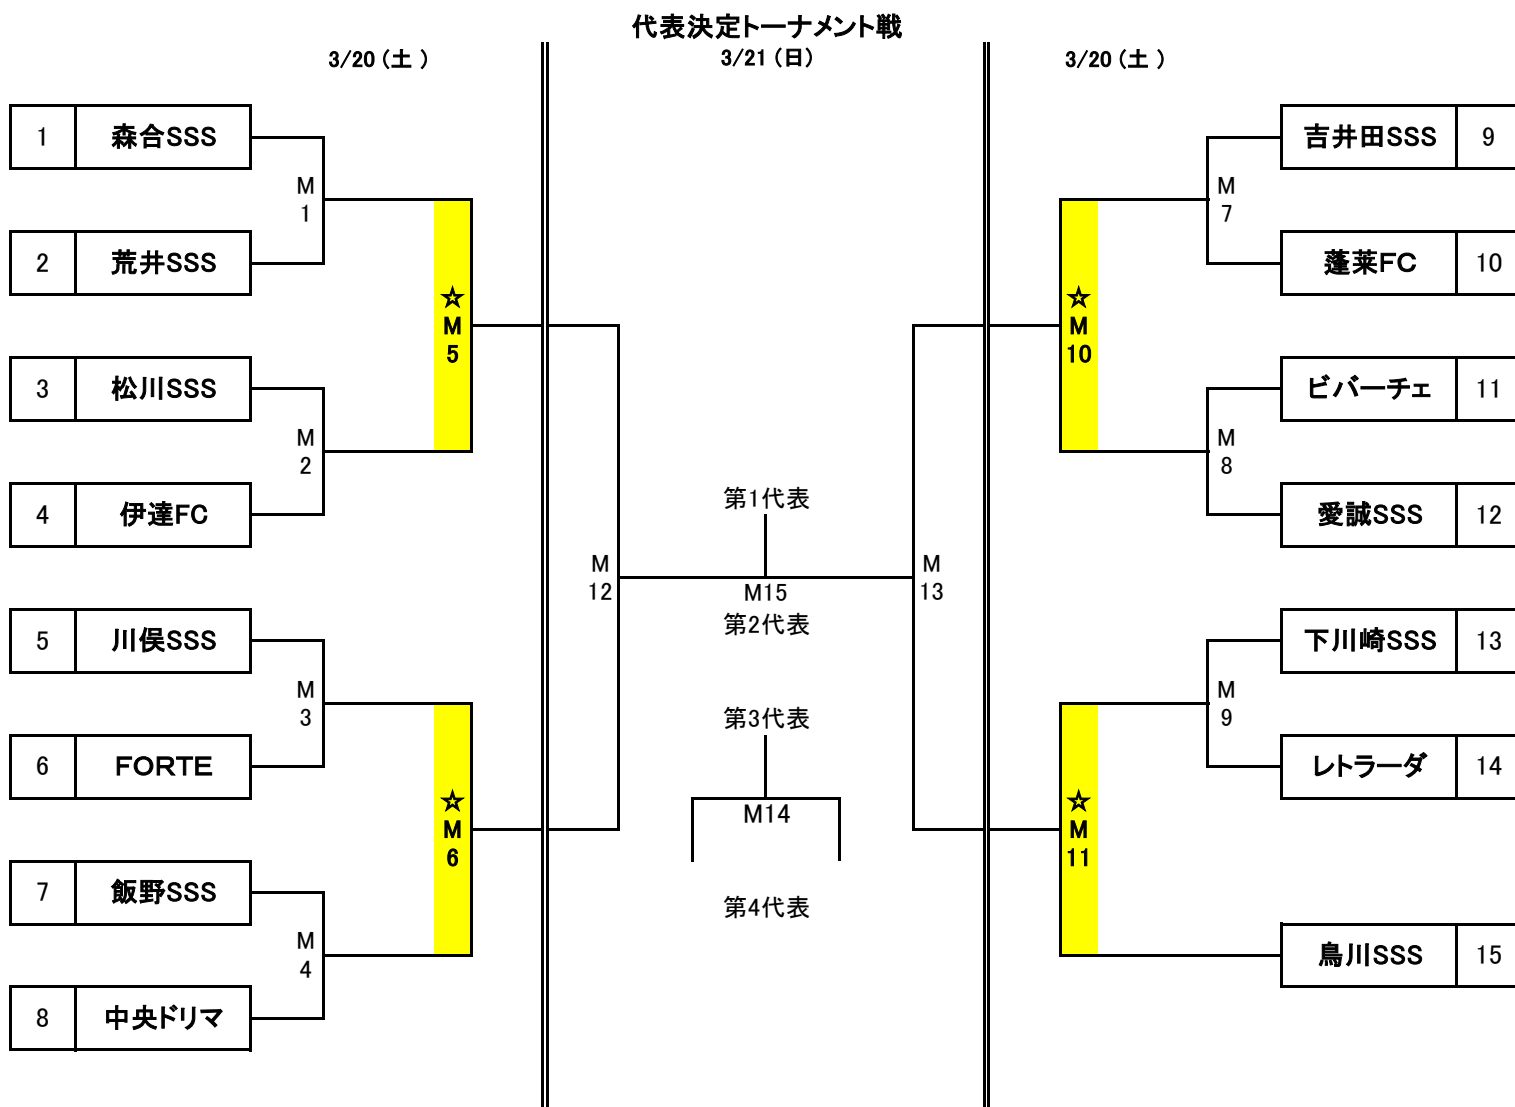 代表決定トーナメント戦
3/20 (土 )
3/21 (日)
3/20 (土 )
1 森合SSS
吉井田SSS 9
M
1
M
7
2 荒井SSS
蓬莱FC 10
☆
M
5
☆
M
10
3 松川SSS
ビバーチェ 11
M
2
M
8
4 伊達FC
第1代表
愛誠SSS 12
M
12
M15
M
13
第2代表
5 川俣SSS
下川崎SSS 13
M
3
第3代表
M
9
6 FORTE
レトラーダ 14
☆
M
6
M14
☆
M
11
7 飯野SSS
第4代表
M
4
鳥川SSS 15
8 中央ドリマ